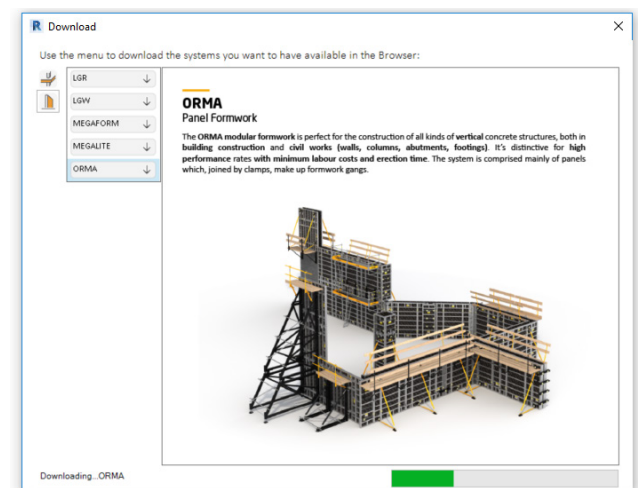 Download
Use the menu to download the systems you want to have available in the Browser:
LGR
LGW
MEGAFORM
MEGALITE
ORMA
ORMA
Panel Formwork
The ORMA modular formwork is perfect for the construction of all kinds of vertical concrete structures, both in
building construction and civil works (walls, columns, abutments, footings). It's distinctive for high
performance rates with minimum labour costs and erection time. The system is comprised mainly of panels
which, joined by clamps, make up formwork gangs.
Downloading...ORMA